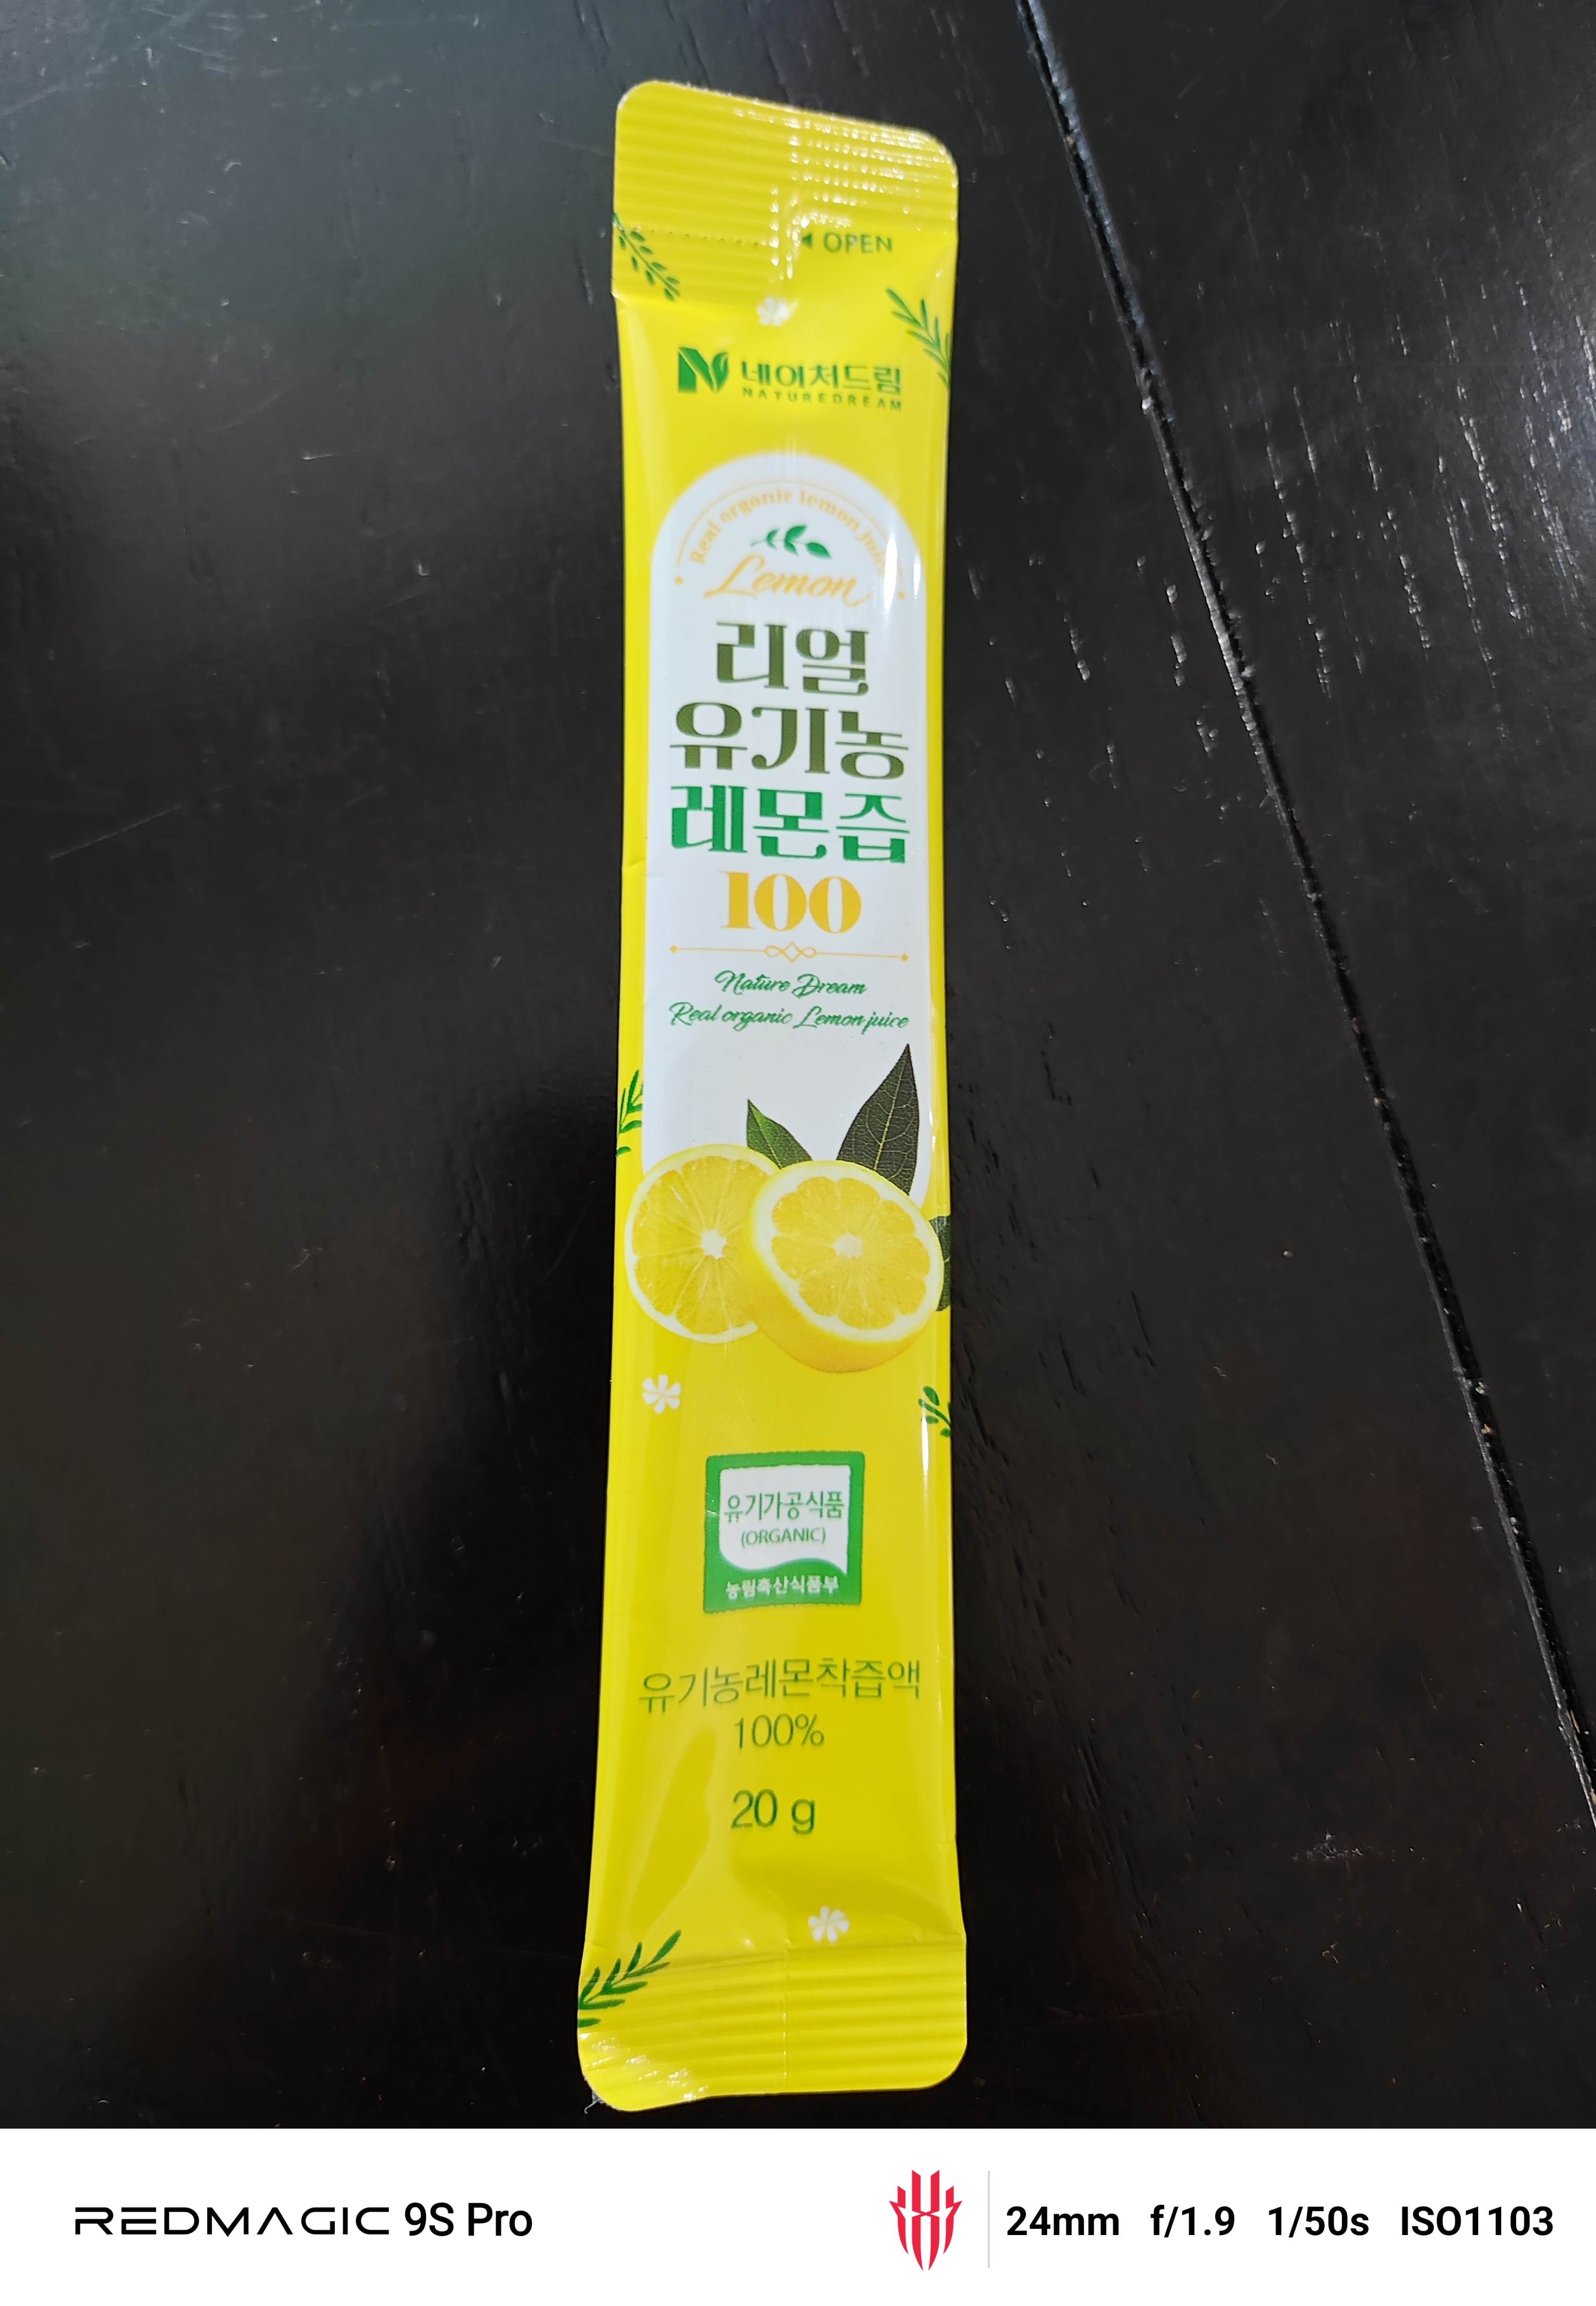 ◀ OPEN
N 네이처드림
NATUREDREAM
Real organic lemon juice
Lemon
리얼
유기농
레몬즙
100
Nature Dream
Real organic Lemon juice
유기가공식품
(ORGANIC)
농림축산식품부
유기농레몬착즙액
100%
20 g
REDMAGIC 9S Pro
24mm f/1.9 1/50s ISO1103